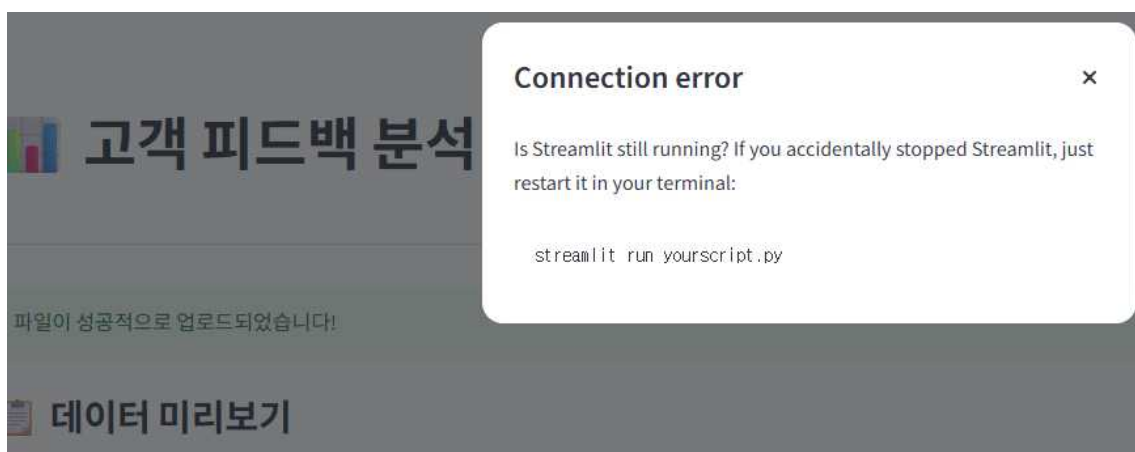 고객 피드백 분석
Connection error
Is Streamlit still running? If you accidentally stopped Streamlit, just
restart it in your terminal:
streamlit run yourscript.py
파일이 성공적으로 업로드되었습니다!
데이터 미리보기